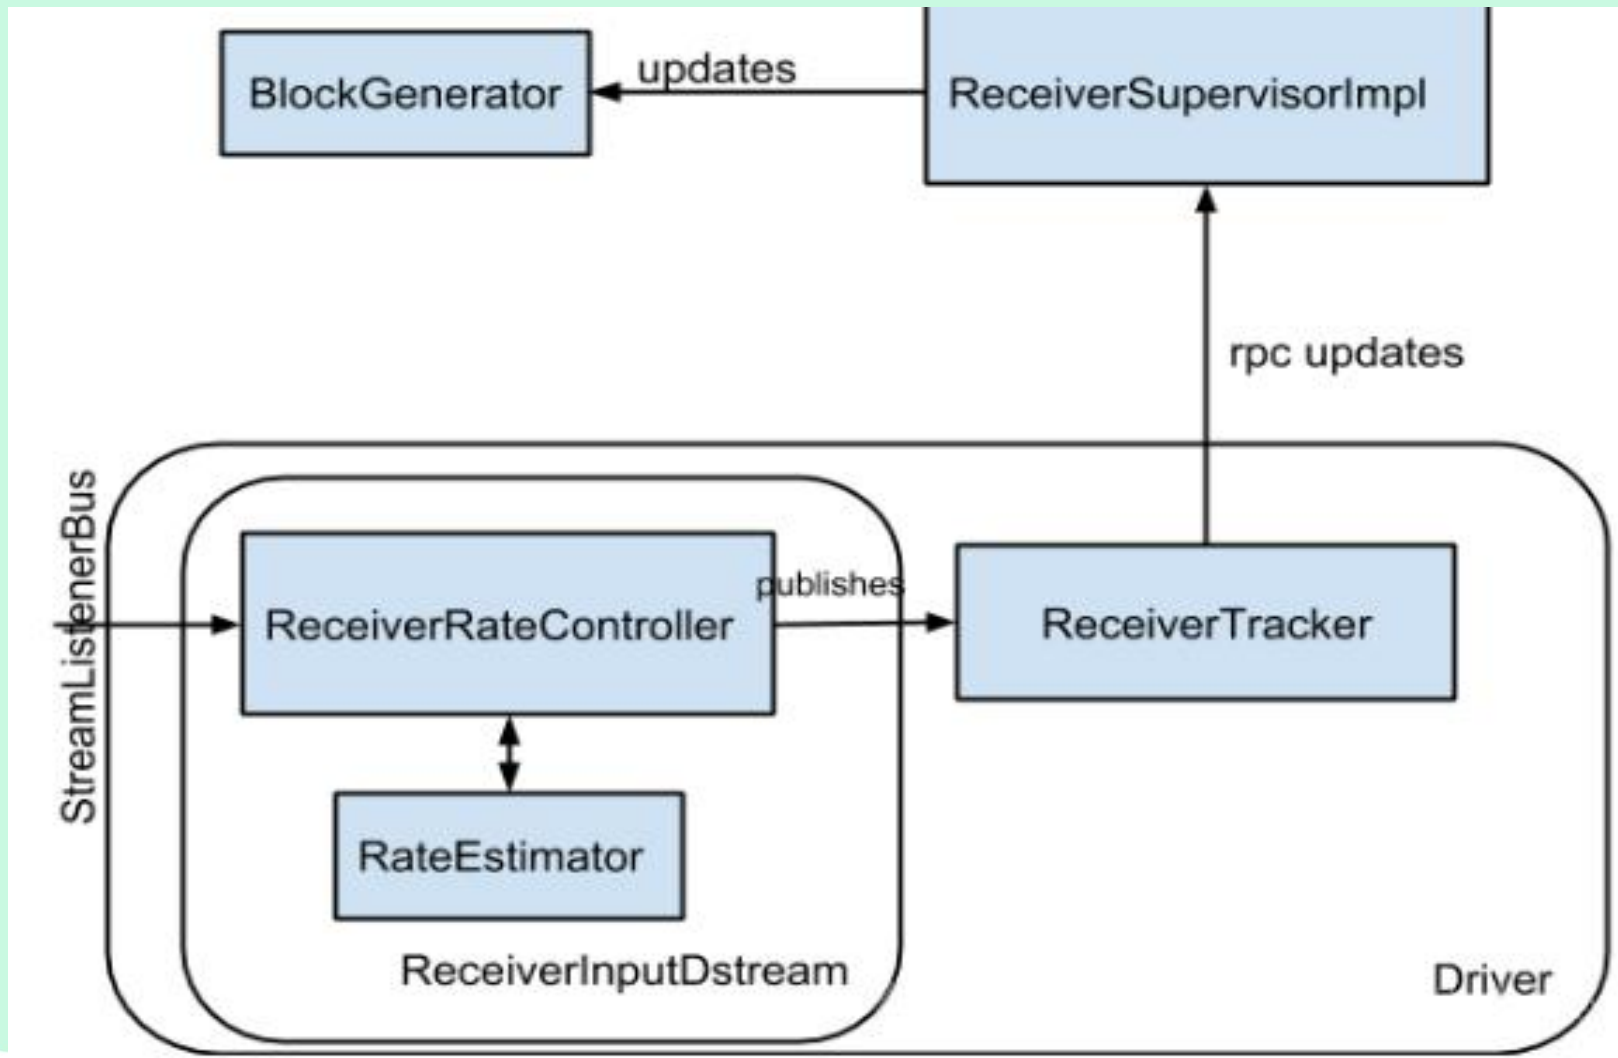 BlockGenerator
updates
ReceiverSupervisorImpl
rpc updates
StreamListenerBus
ReceiverRateController
publishes
ReceiverTracker
RateEstimator
ReceiverInputDstream
Driver